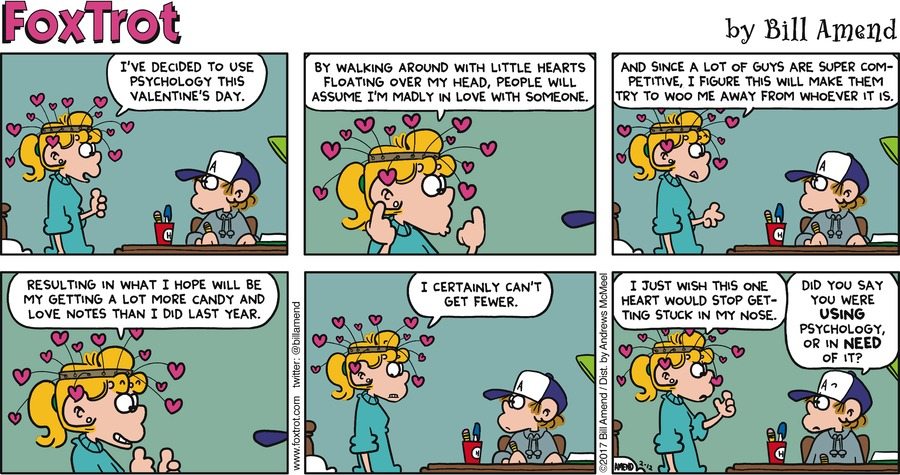 FOXTROT
by Bill Amend
I'VE DECIDED TO USE
PSYCHOLOGY THIS
VALENTINE'S DAY.
A
H
BY WALKING AROUND WITH LITTLE HEARTS
FLOATING OVER MY HEAD, PEOPLE WILL
ASSUME I'M MADLY IN LOVE WITH SOMEONE.
AND SINCE A LOT OF GUYS ARE SUPER COM-
PETITIVE, I FIGURE THIS WILL MAKE THEM
TRY TO WOO ME AWAY FROM WHOEVER IT IS.
A
H
RESULTING IN WHAT I HOPE WILL BE
MY GETTING A LOT MORE CANDY AND
LOVE NOTES THAN I DID LAST YEAR.
www.foxtrot.com twitter: @billamend
I CERTAINLY CAN'T
GET FEWER.
A
H
©2017 Bill Amend / Dist. by Andrews McMeel
I JUST WISH THIS ONE
HEART WOULD STOP GET-
TING STUCK IN MY NOSE.
DID YOU SAY
YOU WERE
USING
PSYCHOLOGY,
OR IN NEED
OF IT?
A
H
AMEND 2-12